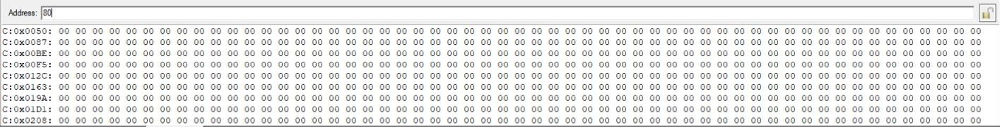 Address: 80
C:0x0050: 00 00 00 00 00 00 00 00 00 00 00 00 00 00 00 00 00 00 00 00 00 00 00 00 00 00 00 00 00 00 00 00 00 00 00 00 00 00 00 00 00 00 00 00 00 00 00 00 00 00 00 00 00 00 00
C:0x0087: 00 00 00 00 00 00 00 00 00 00 00 00 00 00 00 00 00 00 00 00 00 00 00 00 00 00 00 00 00 00 00 00 00 00 00 00 00 00 00 00 00 00 00 00 00 00 00 00 00 00 00 00 00 00 00
C:0x00BE: 00 00 00 00 00 00 00 00 00 00 00 00 00 00 00 00 00 00 00 00 00 00 00 00 00 00 00 00 00 00 00 00 00 00 00 00 00 00 00 00 00 00 00 00 00 00 00 00 00 00 00 00 00 00 00
C:0x00F5: 00 00 00 00 00 00 00 00 00 00 00 00 00 00 00 00 00 00 00 00 00 00 00 00 00 00 00 00 00 00 00 00 00 00 00 00 00 00 00 00 00 00 00 00 00 00 00 00 00 00 00 00 00 00 00
C:0x012C: 00 00 00 00 00 00 00 00 00 00 00 00 00 00 00 00 00 00 00 00 00 00 00 00 00 00 00 00 00 00 00 00 00 00 00 00 00 00 00 00 00 00 00 00 00 00 00 00 00 00 00 00 00 00 00
C:0x0163: 00 00 00 00 00 00 00 00 00 00 00 00 00 00 00 00 00 00 00 00 00 00 00 00 00 00 00 00 00 00 00 00 00 00 00 00 00 00 00 00 00 00 00 00 00 00 00 00 00 00 00 00 00 00 00
C:0x019A: 00 00 00 00 00 00 00 00 00 00 00 00 00 00 00 00 00 00 00 00 00 00 00 00 00 00 00 00 00 00 00 00 00 00 00 00 00 00 00 00 00 00 00 00 00 00 00 00 00 00 00 00 00 00 00
C:0x01D1: 00 00 00 00 00 00 00 00 00 00 00 00 00 00 00 00 00 00 00 00 00 00 00 00 00 00 00 00 00 00 00 00 00 00 00 00 00 00 00 00 00 00 00 00 00 00 00 00 00 00 00 00 00 00 00
C:0x0208: 00 00 00 00 00 00 00 00 00 00 00 00 00 00 00 00 00 00 00 00 00 00 00 00 00 00 00 00 00 00 00 00 00 00 00 00 00 00 00 00 00 00 00 00 00 00 00 00 00 00 00 00 00 00 00